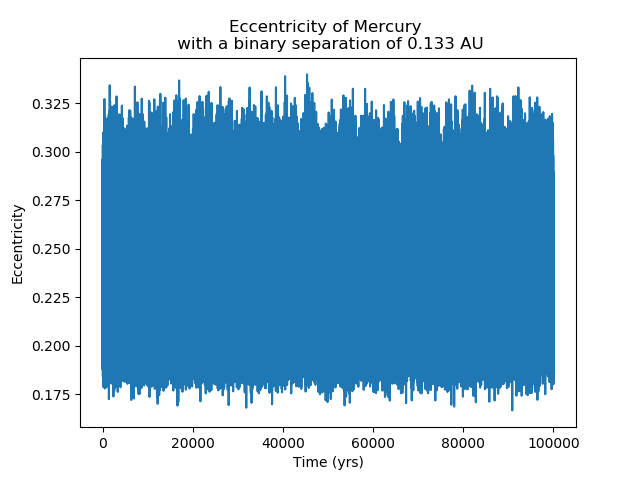 Eccentricity of Mercury
with a binary separation of 0.133 AU
0.325
0.300
0.275
0.250
0.225
0.200
0.175
Eccentricity
0 20000 40000 60000 80000 100000
Time (yrs)